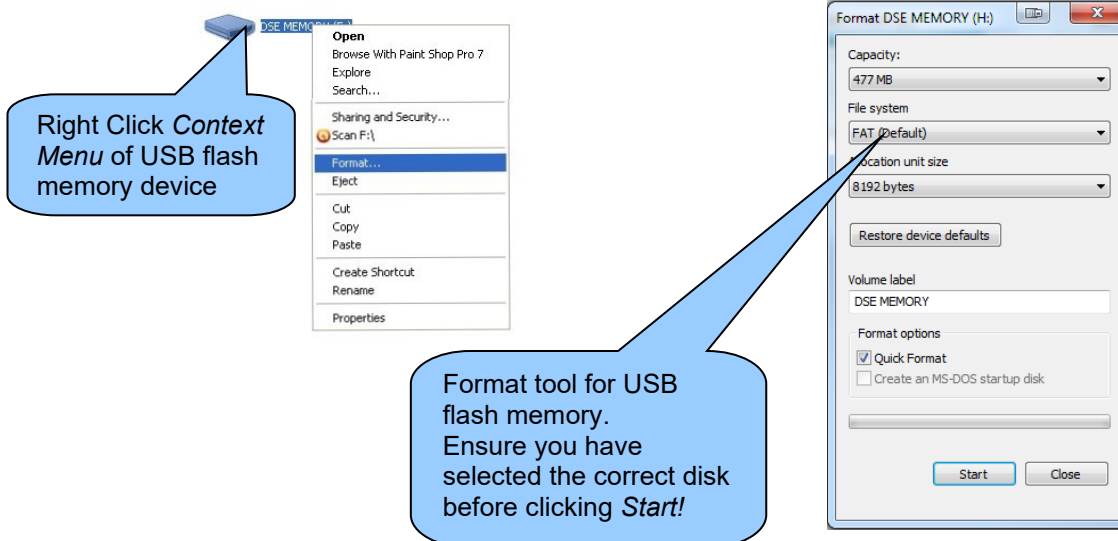 DSE MEMORY (F:)
Open
Browse With Paint Shop Pro 7
Explore
Search...
Sharing and Security...
Scan F:\
Format...
Eject
Cut
Copy
Paste
Create Shortcut
Rename
Properties
Right Click Context
Menu of USB flash
memory device
Format tool for USB
flash memory.
Ensure you have
selected the correct disk
before clicking Start!
Format DSE MEMORY (H:)
Capacity:
477 MB
File system
FAT (Default)
unit size
8192 bytes
Restore device defaults
Volume label
DSE MEMORY
Format options
Quick Format
Create an MS-DOS startup disk
Start
Close